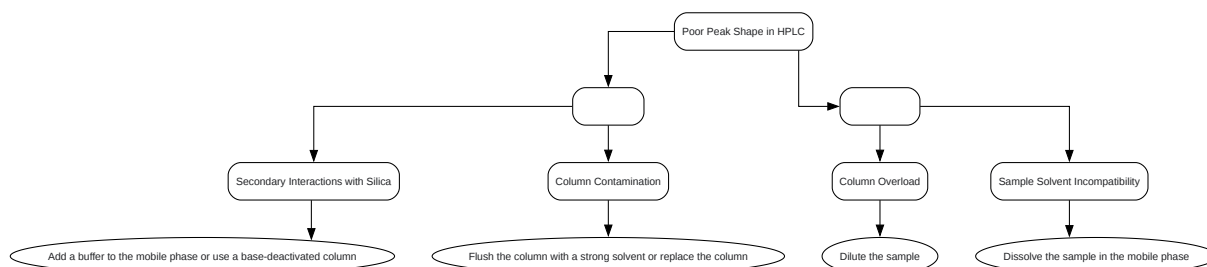 Poor Peak Shape in HPLC
Secondary Interactions with Silica
Column Contamination
Column Overload
Sample Solvent Incompatibility
Add a buffer to the mobile phase or use a base-deactivated column
Flush the column with a strong solvent or replace the column
Dilute the sample
Dissolve the sample in the mobile phase